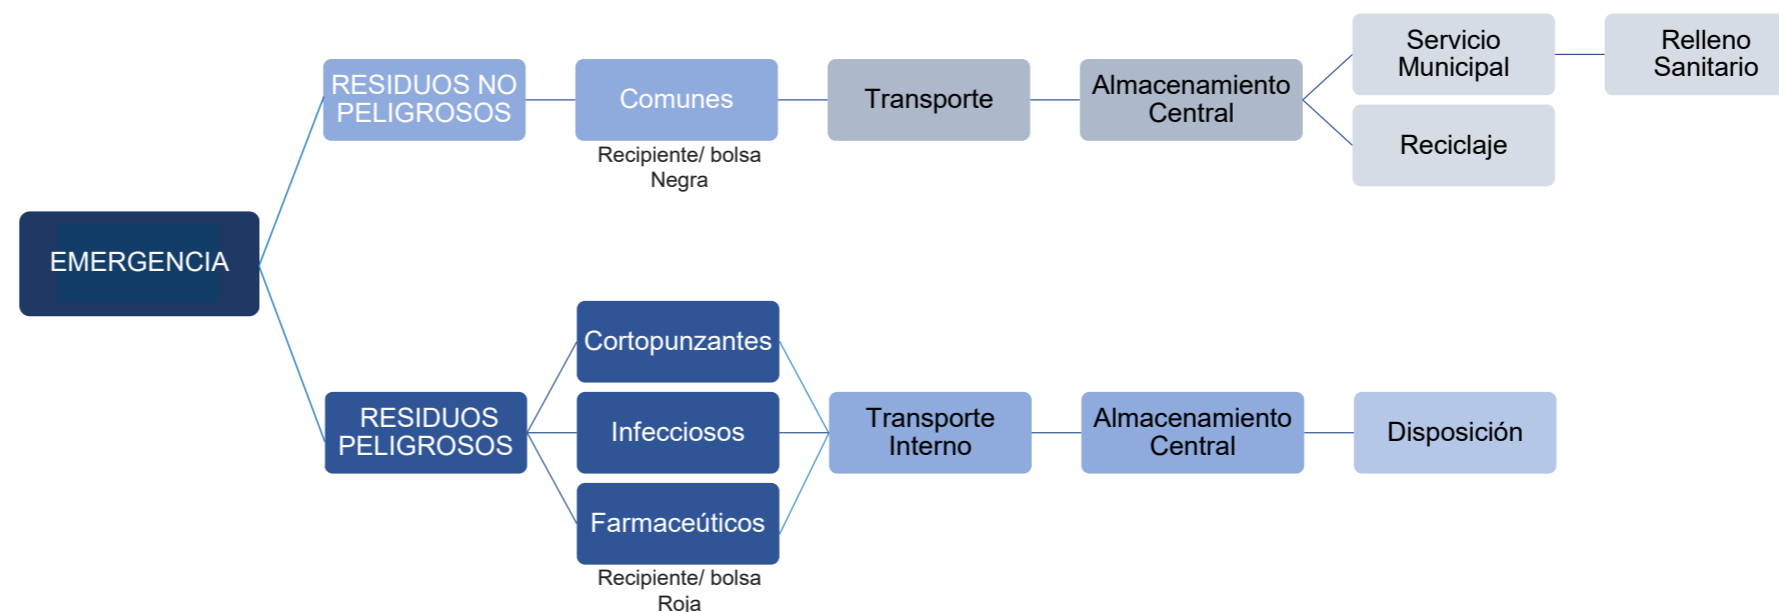 EMERGENCIA
RESIDUOS NO
PELIGROSOS
Comunes
Recipiente/ bolsa
Negra
Transporte
Almacenamiento
Central
Servicio
Municipal
Relleno
Sanitario
Reciclaje
RESIDUOS
PELIGROSOS
Cortopunzantes
Infecciosos
Farmaceúticos
Recipiente/ bolsa
Roja
Transporte
Interno
Almacenamiento
Central
Disposición